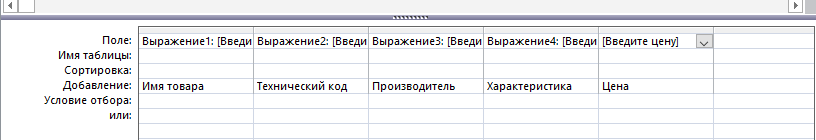 Поле: Выражение1: [Введи Выражение2: [Введи Выражение3: [Введи Выражение4: [Введи [Введите цену]
Имя таблицы:
Сортировка:
Добавление: Имя товара Технический код Производитель Характеристика Цена
Условие отбора:
или: